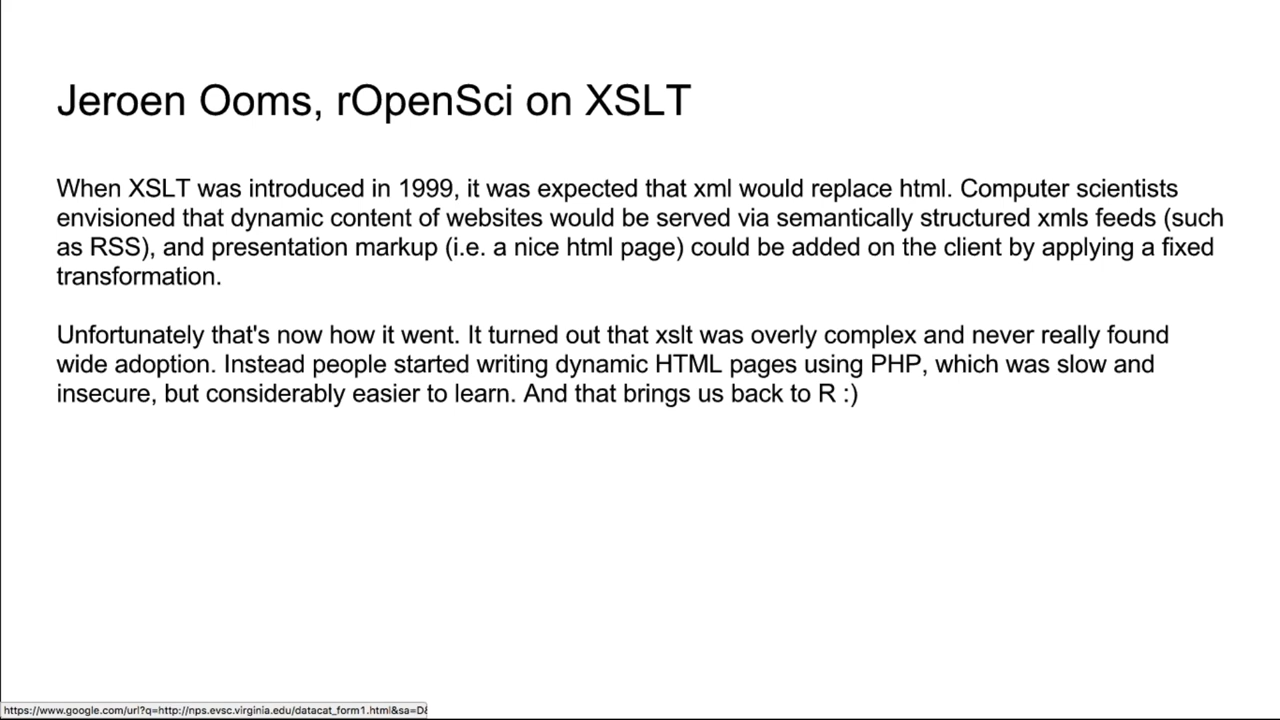 Jeroen Ooms, rOpenSci on XSLT
When XSLT was introduced in 1999, it was expected that xml would replace html. Computer scientists
envisioned that dynamic content of websites would be served via semantically structured xmls feeds (such
as RSS), and presentation markup (i.e. a nice html page) could be added on the client by applying a fixed
transformation.
Unfortunately that's now how it went. It turned out that xslt was overly complex and never really found
wide adoption. Instead people started writing dynamic HTML pages using PHP, which was slow and
insecure, but considerably easier to learn. And that brings us back to R :)
https://www.google.com/url?q=http://nps.evsc.virginia.edu/datacat_form1.html&sa=D&